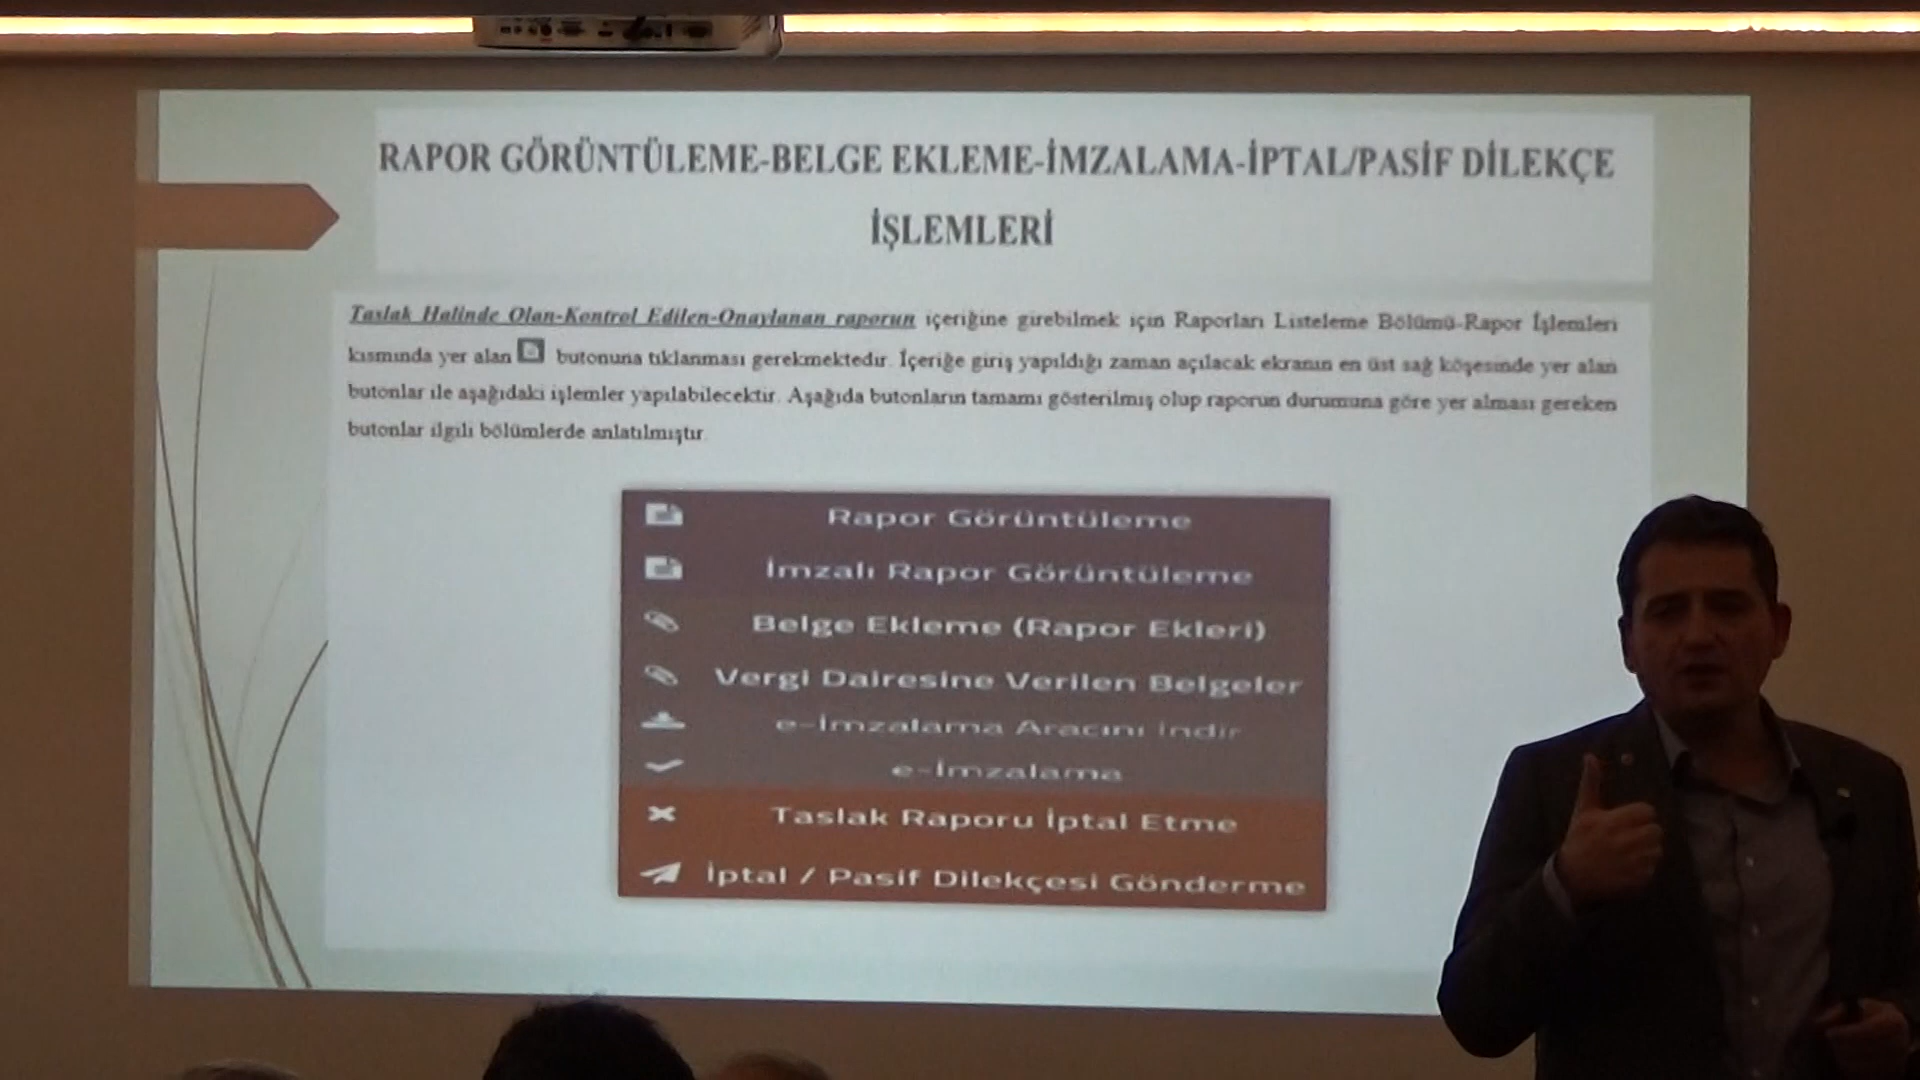 RAPOR GÖRÜNTÜLEME-BELGE EKLEME-İMZALAMA-İPTAL/PASİF DİLEKÇE
İŞLEMLERİ
Taslak Halinde Olan-Kontrol Edilen-Onaylanan raporun içeriğine girebilmek için Raporları Listeleme Bölümü-Rapor İşlemleri
kısmında yer alan butonuna tıklanması gerekmektedir. İçeriğe giriş yapıldığı zaman açılacak ekranın en üst sağ köşesinde yer alan
butonlar ile aşağıdaki işlemler yapılabilecektir. Aşağıda butonların tamamı gösterilmiş olup raporun durumuna göre yer alması gereken
butonlar ilgili bölümlerde anlatılmıştır.
Rapor Görüntüleme
İmzalı Rapor Görüntüleme
Belge Ekleme (Rapor Ekleri)
Vergi Dairesine Verilen Belgeler
e-İmzalama Aracını İndir
e-İmzalama
Taslak Raporu İptal Etme
İptal / Pasif Dilekçesi Gönderme